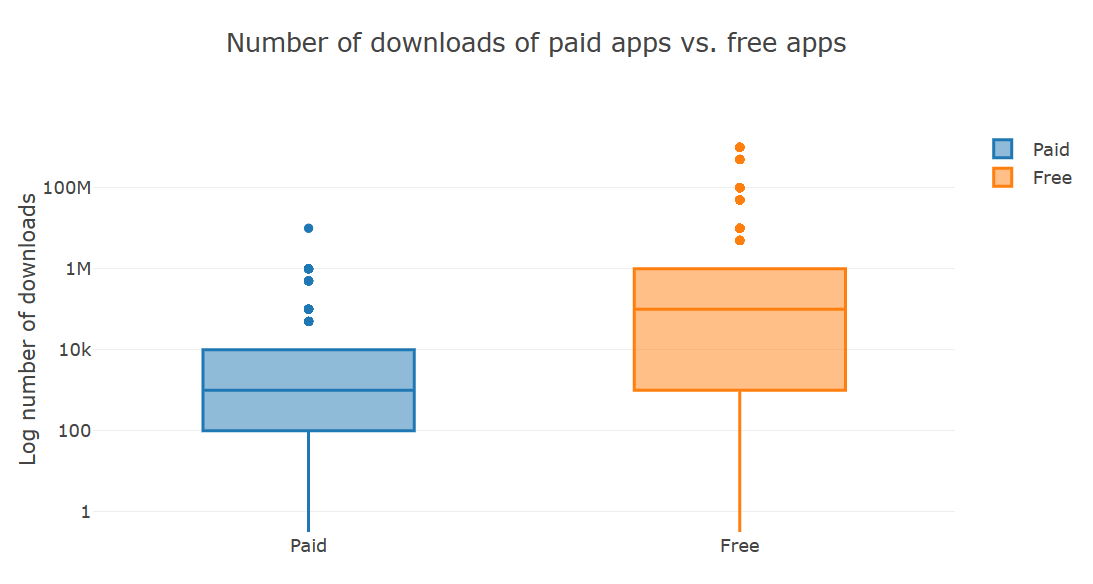 Number of downloads of paid apps vs. free apps
Paid
Free
Log number of downloads
100M
1M
10k
100
1
Paid
Free